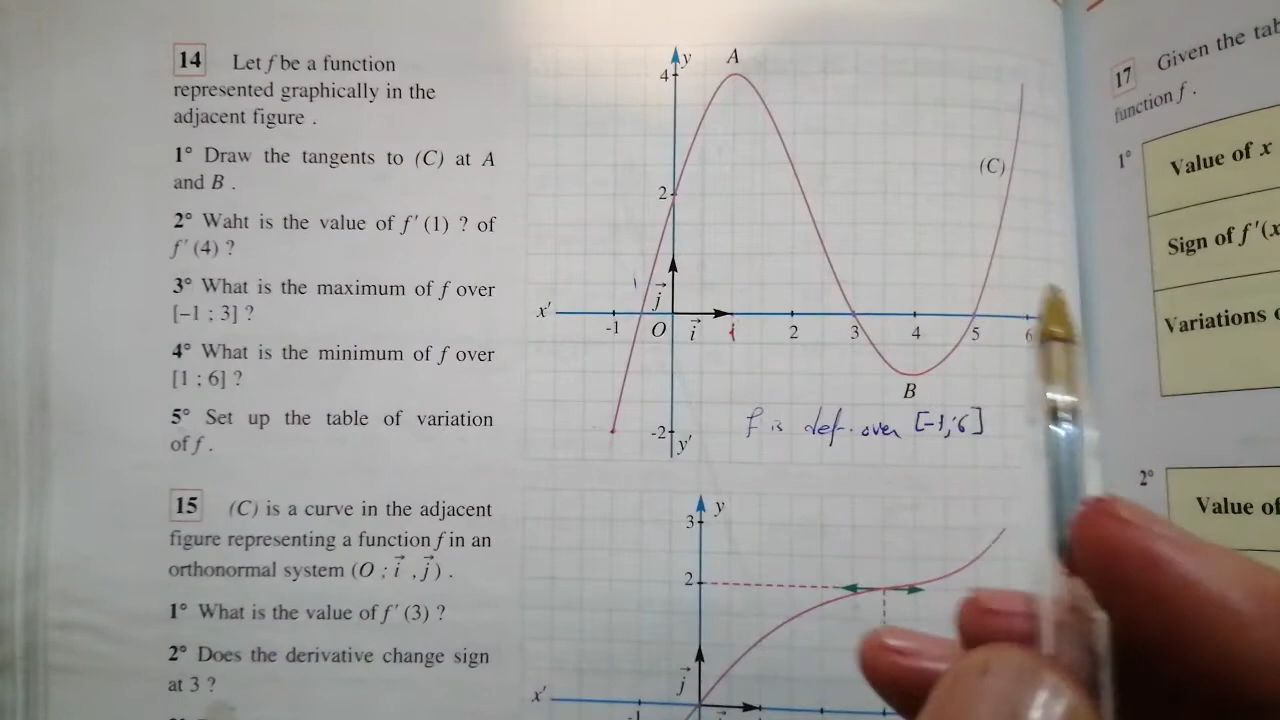 14 Let f be a function
represented graphically in the
adjacent figure .
1° Draw the tangents to (C) at A
and B .
2° Waht is the value of f' (1) ? of
f' (4) ?
3° What is the maximum of f over
[–1 ; 3] ?
4° What is the minimum of f over
[1 ; 6] ?
5° Set up the table of variation
of f .
y
A
4
2
(C)
x'
-1
O
i
j
1
2
3
4
5
6
B
-2
y'
f is def. over [-1;6]
15 (C) is a curve in the adjacent
figure representing a function f in an
orthonormal system (O ; i , j ) .
1° What is the value of f' (3) ?
2° Does the derivative change sign
at 3 ?
y
3
2
j
x'
17 Given the
function f .
1°
Value of x
Sign of f'(x
Variations
2°
Value of